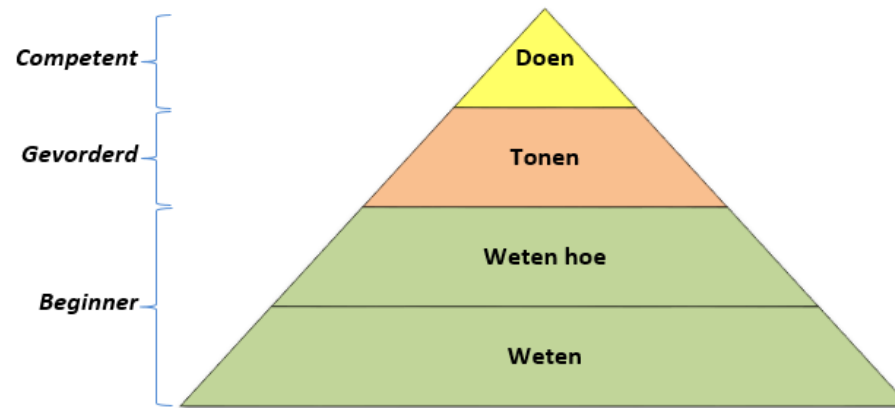 Competent
Doen
Gevorderd
Tonen
Weten hoe
Beginner
Weten